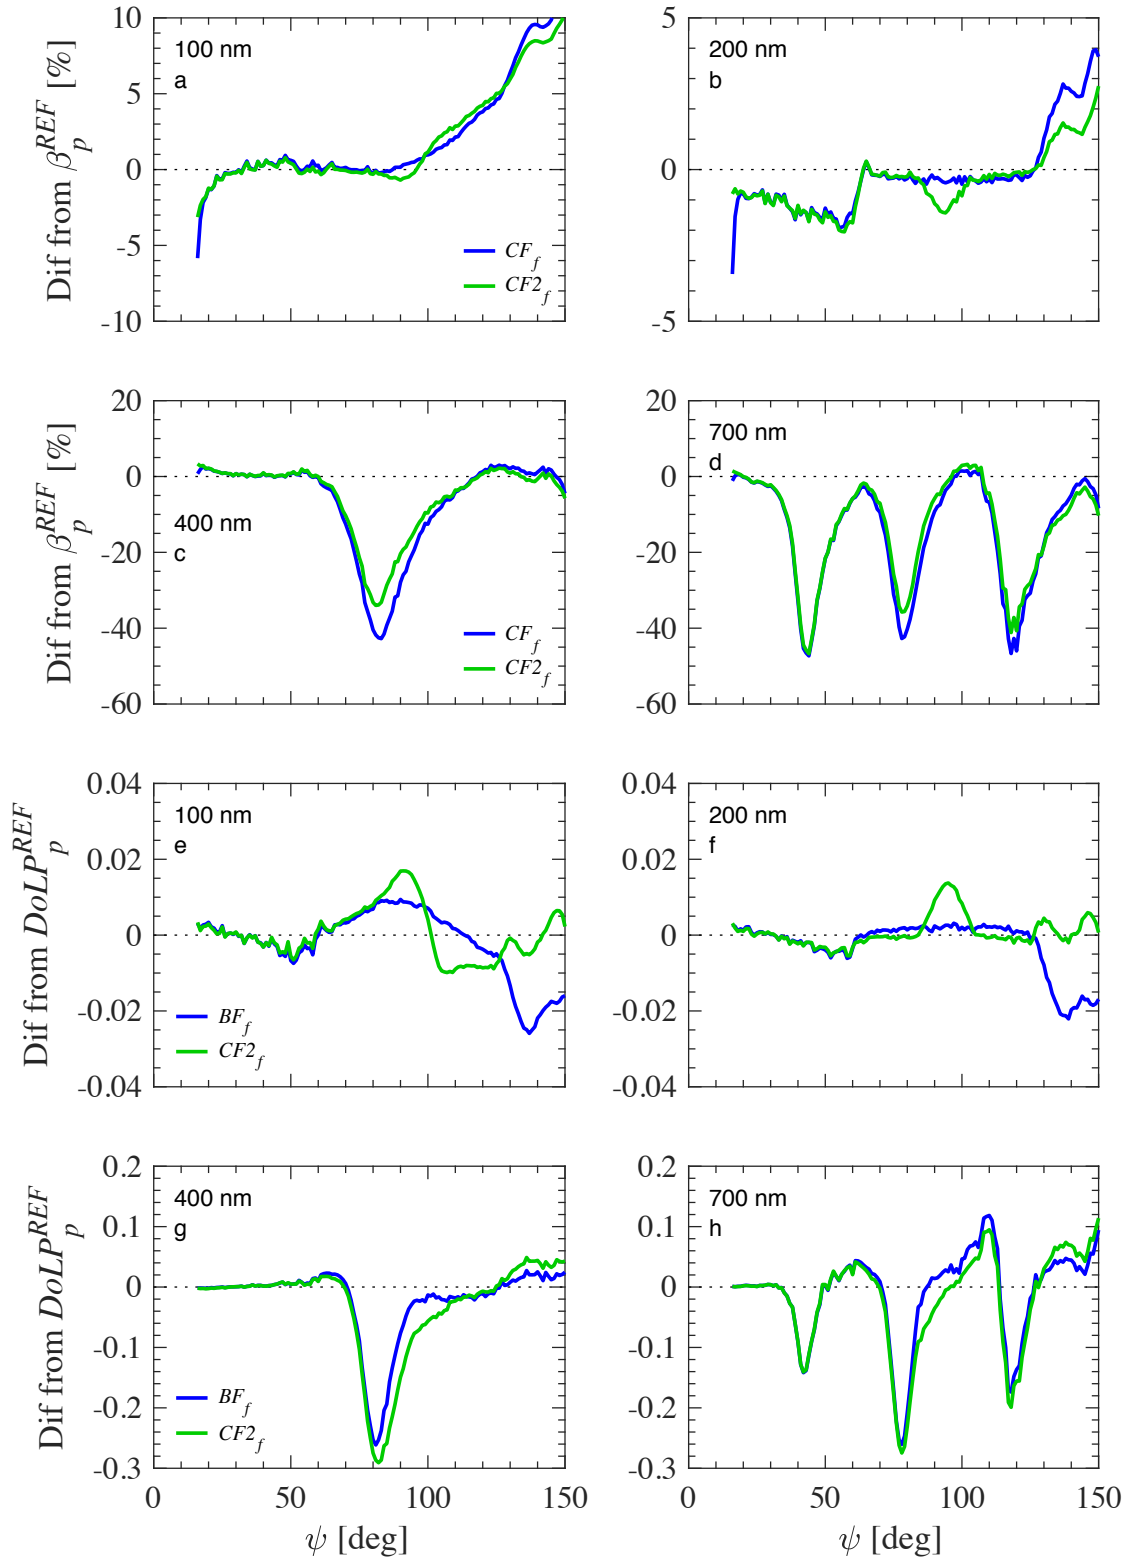 Dif from β_p^REF [%]
10
5
0
-5
-10
100 nm
a
CF_f
CF2_f
5
0
-5
200 nm
b
Dif from β_p^REF [%]
20
0
-20
-40
-60
400 nm
c
CF_f
CF2_f
20
0
-20
-40
-60
700 nm
d
Dif from DoLP_p^REF
0.04
0.02
0
-0.02
-0.04
100 nm
e
BF_f
CF2_f
0.04
0.02
0
-0.02
-0.04
200 nm
f
Dif from DoLP_p^REF
0.2
0.1
0
-0.1
-0.2
-0.3
400 nm
g
BF_f
CF2_f
0 50 100 150
ψ [deg]
0.2
0.1
0
-0.1
-0.2
-0.3
700 nm
h
0 50 100 150
ψ [deg]